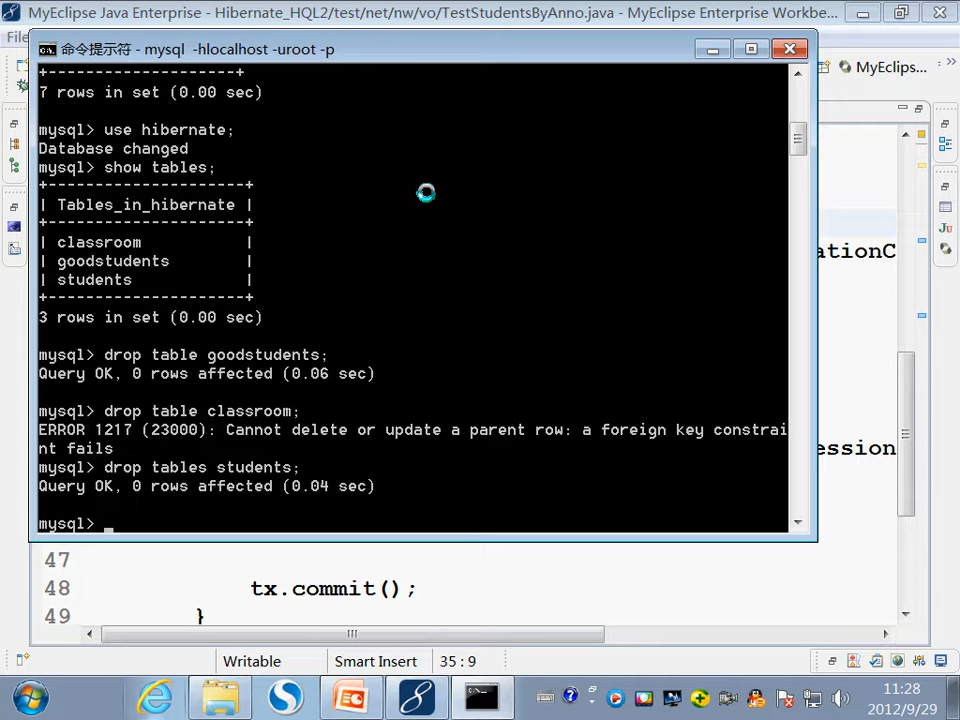 MyEclipse Java Enterprise - Hibernate_HQL2/test/net/nw/vo/TestStudentsByAnno.java - MyEclipse Enterprise Workbe...
File
命令提示符 - mysql  -hlocalhost -uroot -p
MyEclips...
+---------------------+
7 rows in set (0.00 sec)
mysql> use hibernate;
Database changed
mysql> show tables;
+----------------------+
| Tables_in_hibernate |
+----------------------+
| classroom |
| goodstudents |
| students |
+----------------------+
3 rows in set (0.00 sec)
mysql> drop table goodstudents;
Query OK, 0 rows affected (0.06 sec)
mysql> drop table classroom;
ERROR 1217 (23000): Cannot delete or update a parent row: a foreign key constrai
nt fails
mysql> drop tables students;
Query OK, 0 rows affected (0.04 sec)
mysql> _
ationC
ession
47
48 tx.commit();
49 }
Writable
Smart Insert
35 : 9
11:28
2012/9/29